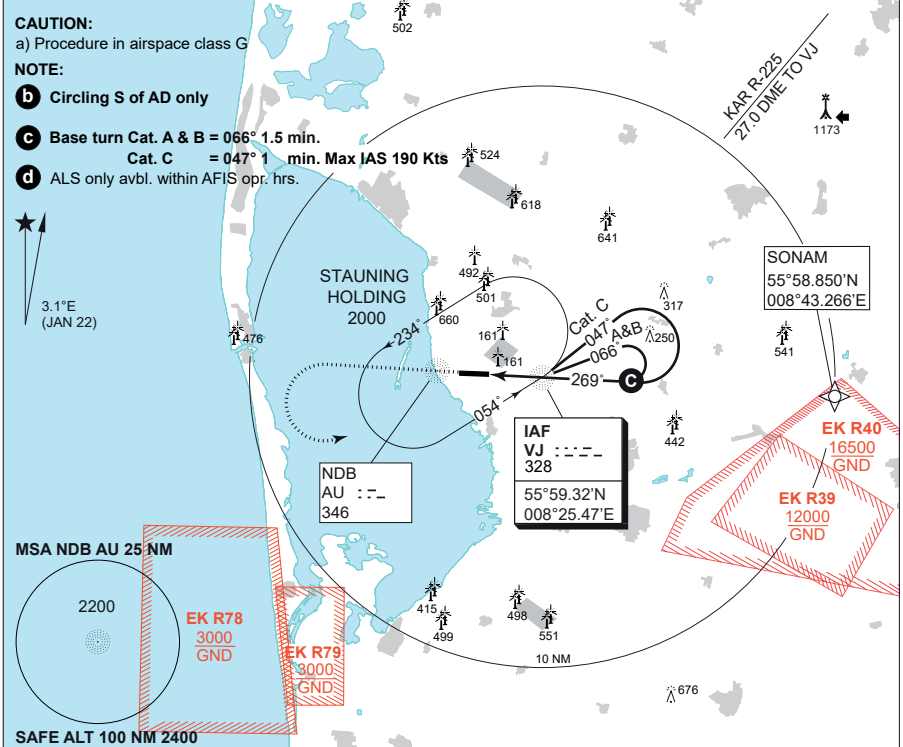 CAUTION:
a) Procedure in airspace class G
NOTE:
b Circling S of AD only
c Base turn Cat. A & B = 066° 1.5 min.
Cat. C = 047° 1 min. Max IAS 190 Kts
d ALS only avbl. within AFIS opr. hrs.
3.1°E
(JAN 22)
502
KAR R-225
27.0 DME TO VJ
1173
524
618
641
SONAM
55°58.850'N
008°43.266'E
STAUNING
HOLDING
2000
492
501
660
317
250
161
161
476
541
442
234°
054°
Cat. C
047°
A&B
066°
269°
C
IAF
VJ
328
55°59.32'N
008°25.47'E
NDB
AU
346
EK R40
16500
GND
EK R39
12000
GND
MSA NDB AU 25 NM
2200
EK R78
3000
GND
EK R79
3000
GND
415
499
498
551
10 NM
676
SAFE ALT 100 NM 2400